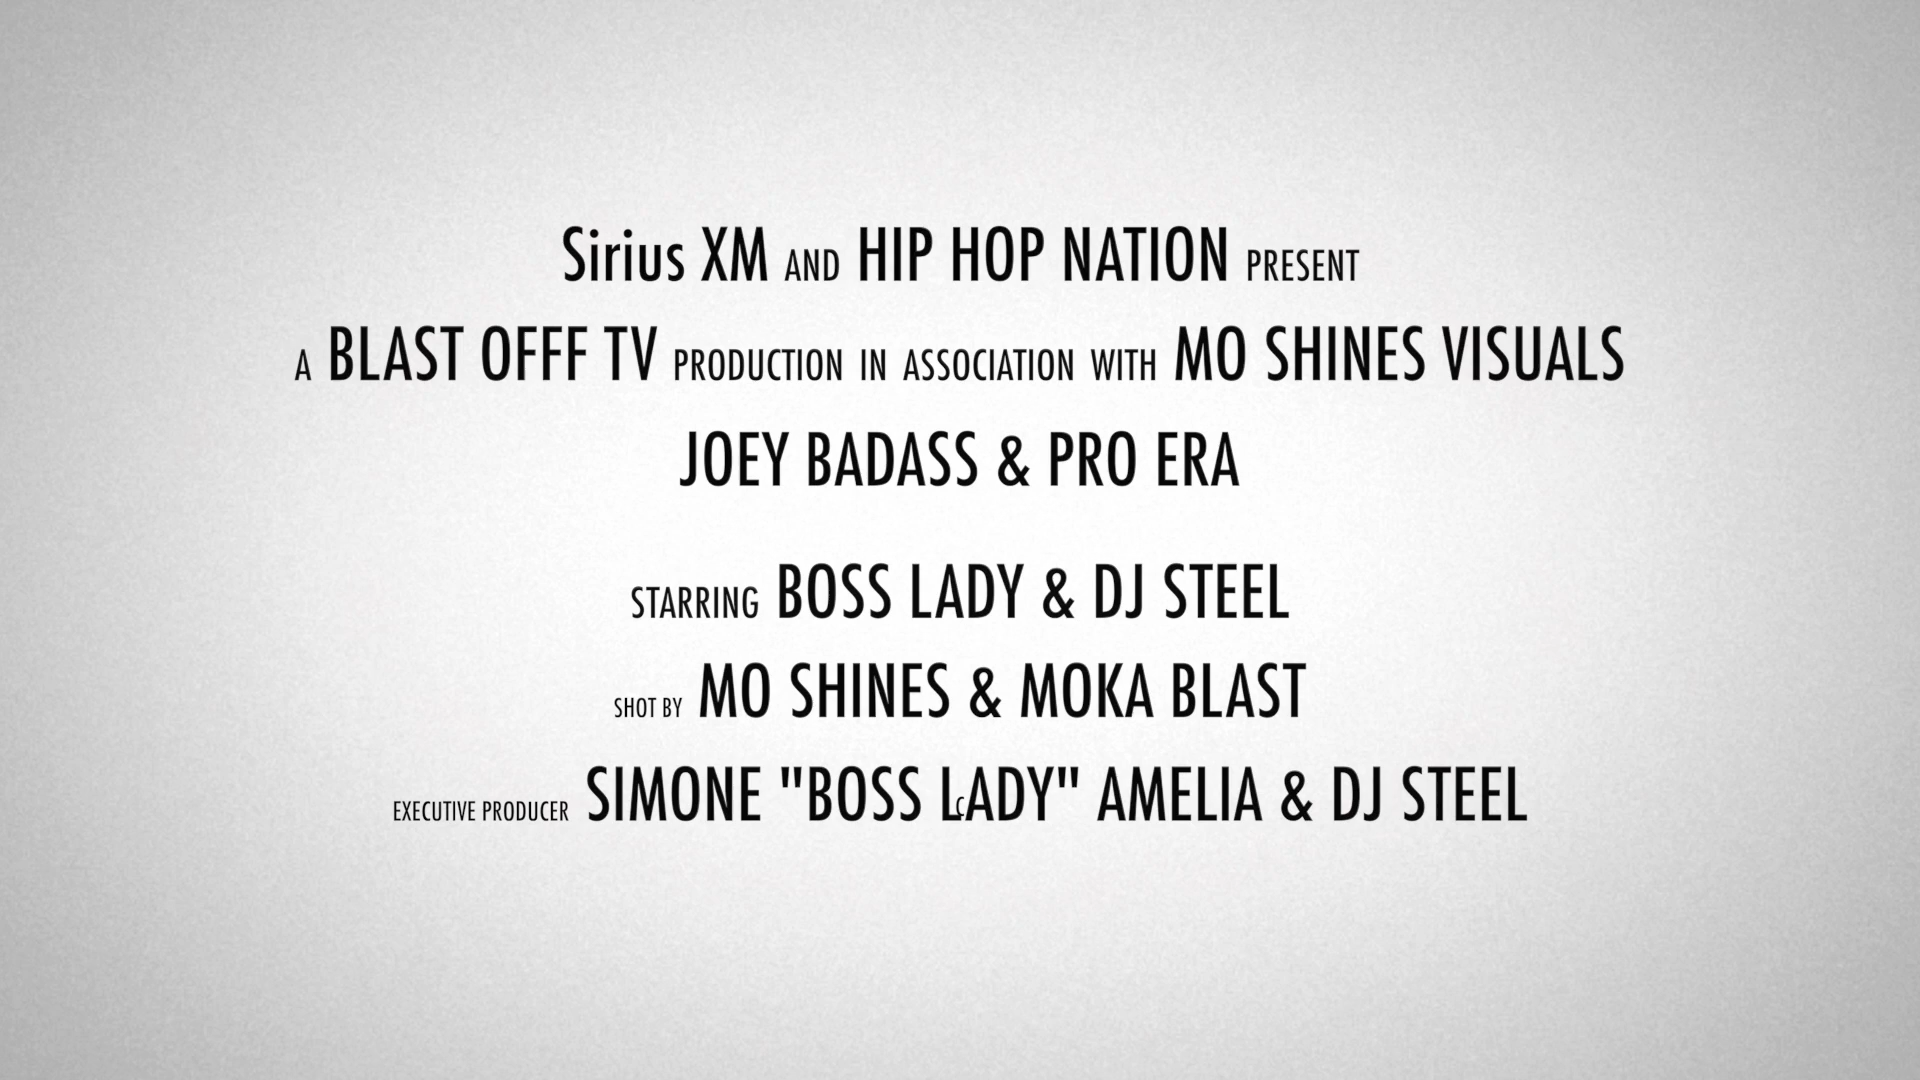 Sirius XM AND HIP HOP NATION PRESENT
A BLAST OFFF TV PRODUCTION IN ASSOCIATION WITH MO SHINES VISUALS
JOEY BADASS & PRO ERA
STARRING BOSS LADY & DJ STEEL
SHOT BY MO SHINES & MOKA BLAST
EXECUTIVE PRODUCER SIMONE "BOSS LADY" AMELIA & DJ STEEL